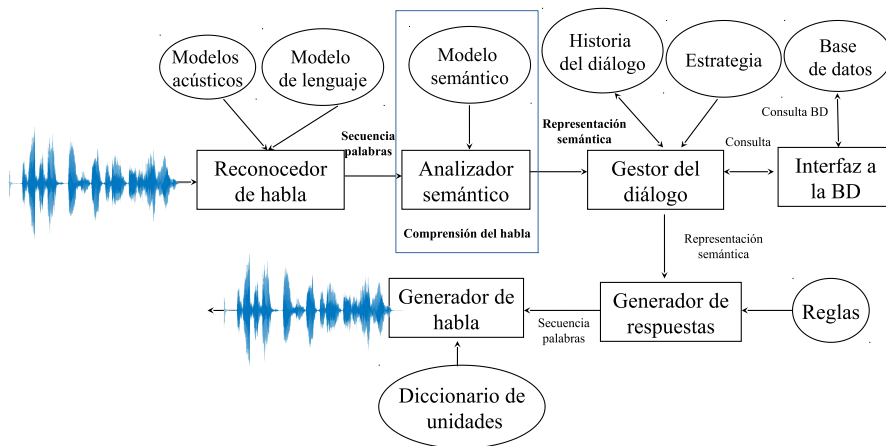 Modelos
acústicos
Modelo
de lenguaje
Modelo
semántico
Historia
del diálogo
Estrategia
Base
de datos
Consulta BD
Secuencia
palabras
Representación
semántica
Consulta
Reconocedor
de habla
Analizador
semántico
Gestor del
diálogo
Interfaz a
la BD
Comprensión del habla
Representación
semántica
Generador de
habla
Secuencia
palabras
Generador de
respuestas
Reglas
Diccionario de
unidades